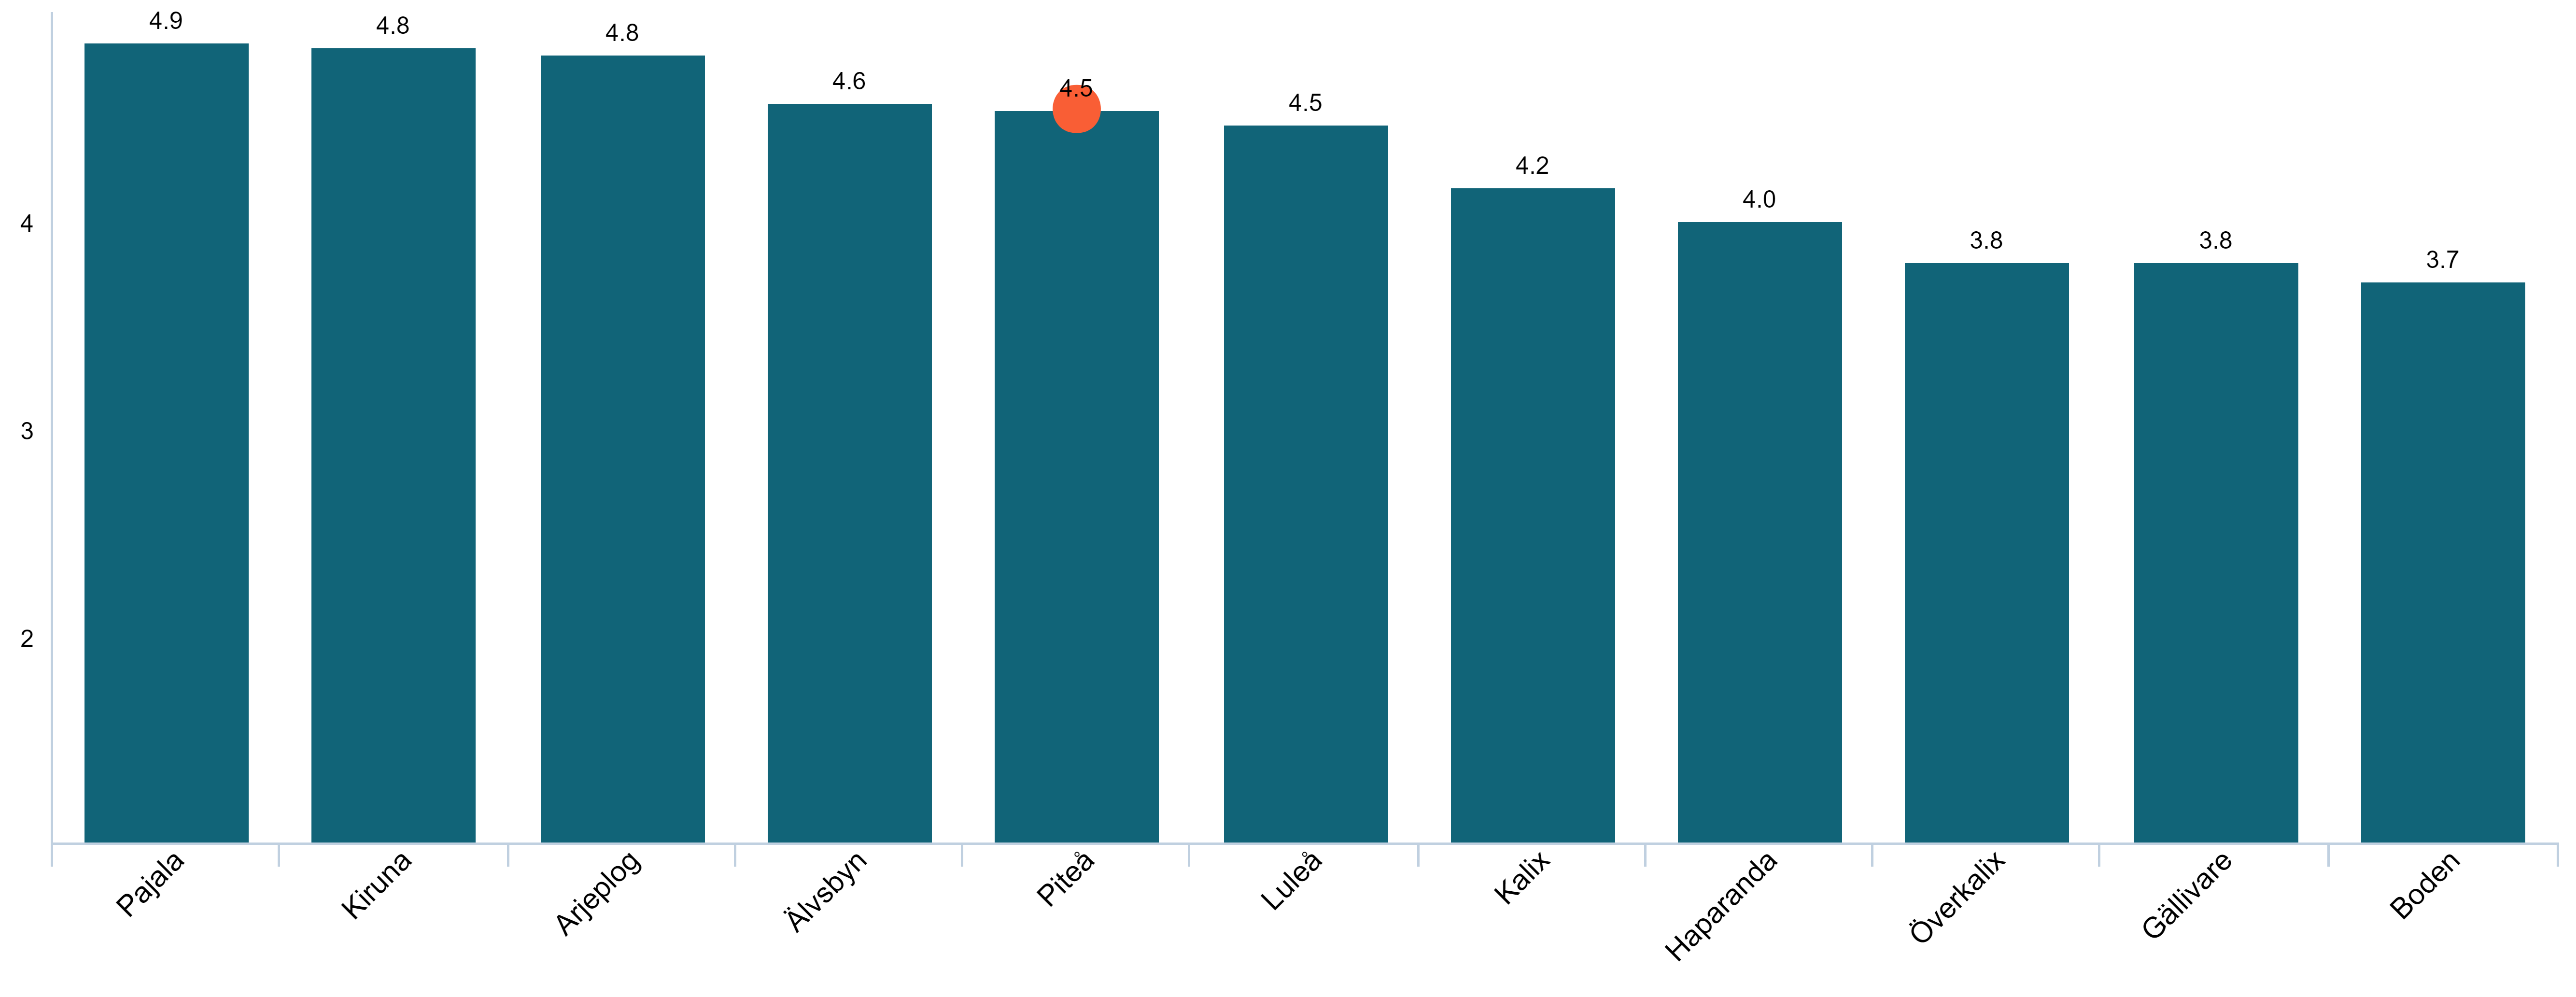 4.9
4.8
4.8
4.6
4.5
4.5
4.2
4.0
3.8
3.8
3.7
4
3
2
Pajala
Kiruna
Arjeplog
Älvsbyn
Piteå
Luleå
Kalix
Haparanda
Överkalix
Gällivare
Boden